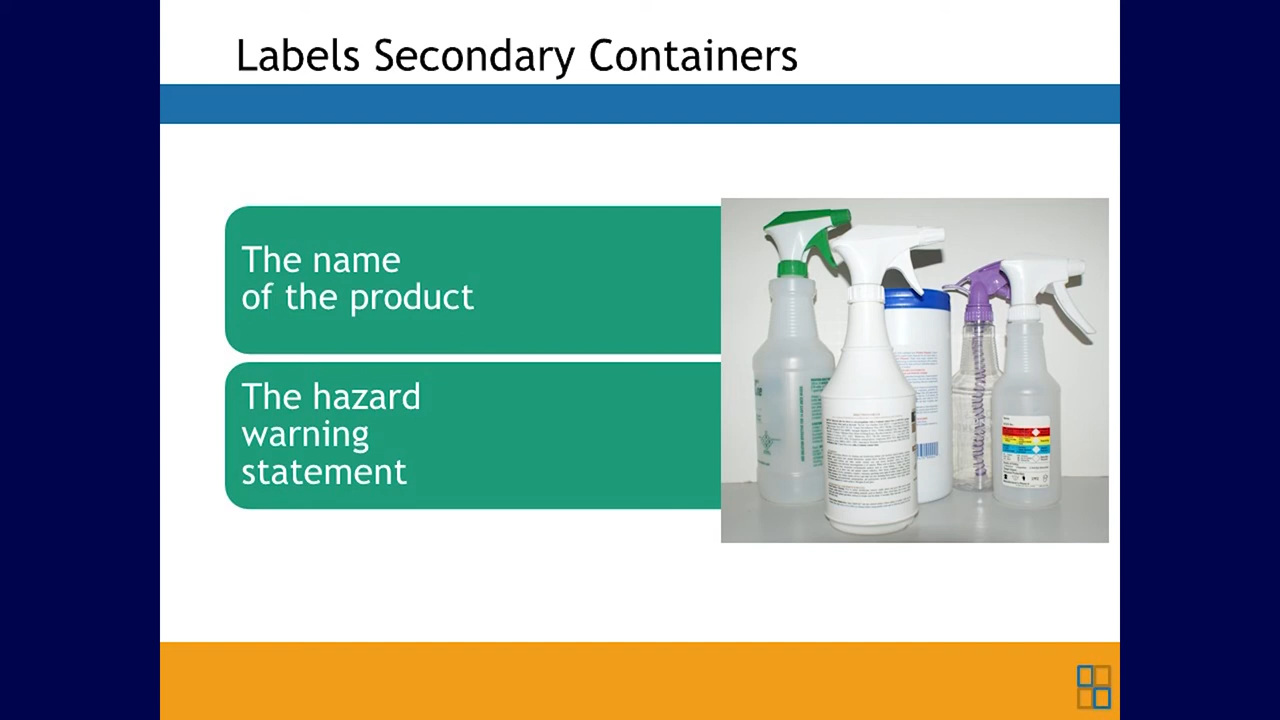 Labels Secondary Containers
The name
of the product
The hazard
warning
statement